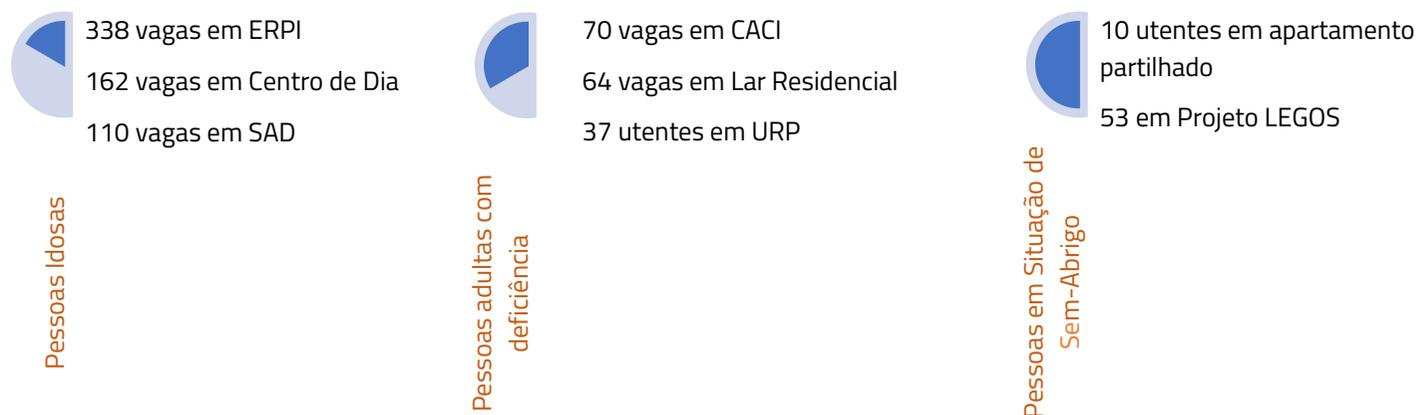 338 vagas em ERPI
162 vagas em Centro de Dia
110 vagas em SAD
Pessoas Idosas
70 vagas em CACI
64 vagas em Lar Residencial
37 utentes em URP
Pessoas adultas com
deficiência
10 utentes em apartamento
partilhado
53 em Projeto LEGOS
Pessoas em Situação de
Sem-Abrigo